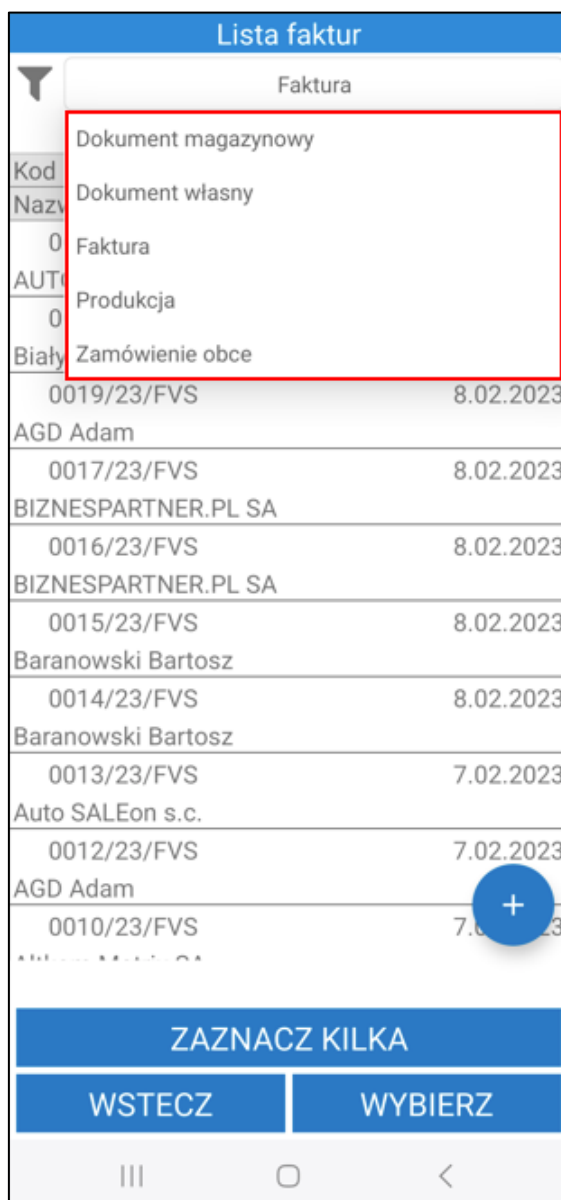 Lista faktur
Faktura
Dokument magazynowy
Kod
Dokument własny
Nazw
0
Faktura
AUTO
Produkcja
0
Biały
Zamówienie obce
0019/23/FVS 8.02.2023
AGD Adam
0017/23/FVS 8.02.2023
BIZNESPARTNER.PL SA
0016/23/FVS 8.02.2023
BIZNESPARTNER.PL SA
0015/23/FVS 8.02.2023
Baranowski Bartosz
0014/23/FVS 8.02.2023
Baranowski Bartosz
0013/23/FVS 7.02.2023
Auto SALEon s.c.
0012/23/FVS 7.02.2023
AGD Adam
+
0010/23/FVS
ZAZNACZ KILKA
WSTECZ WYBIERZ